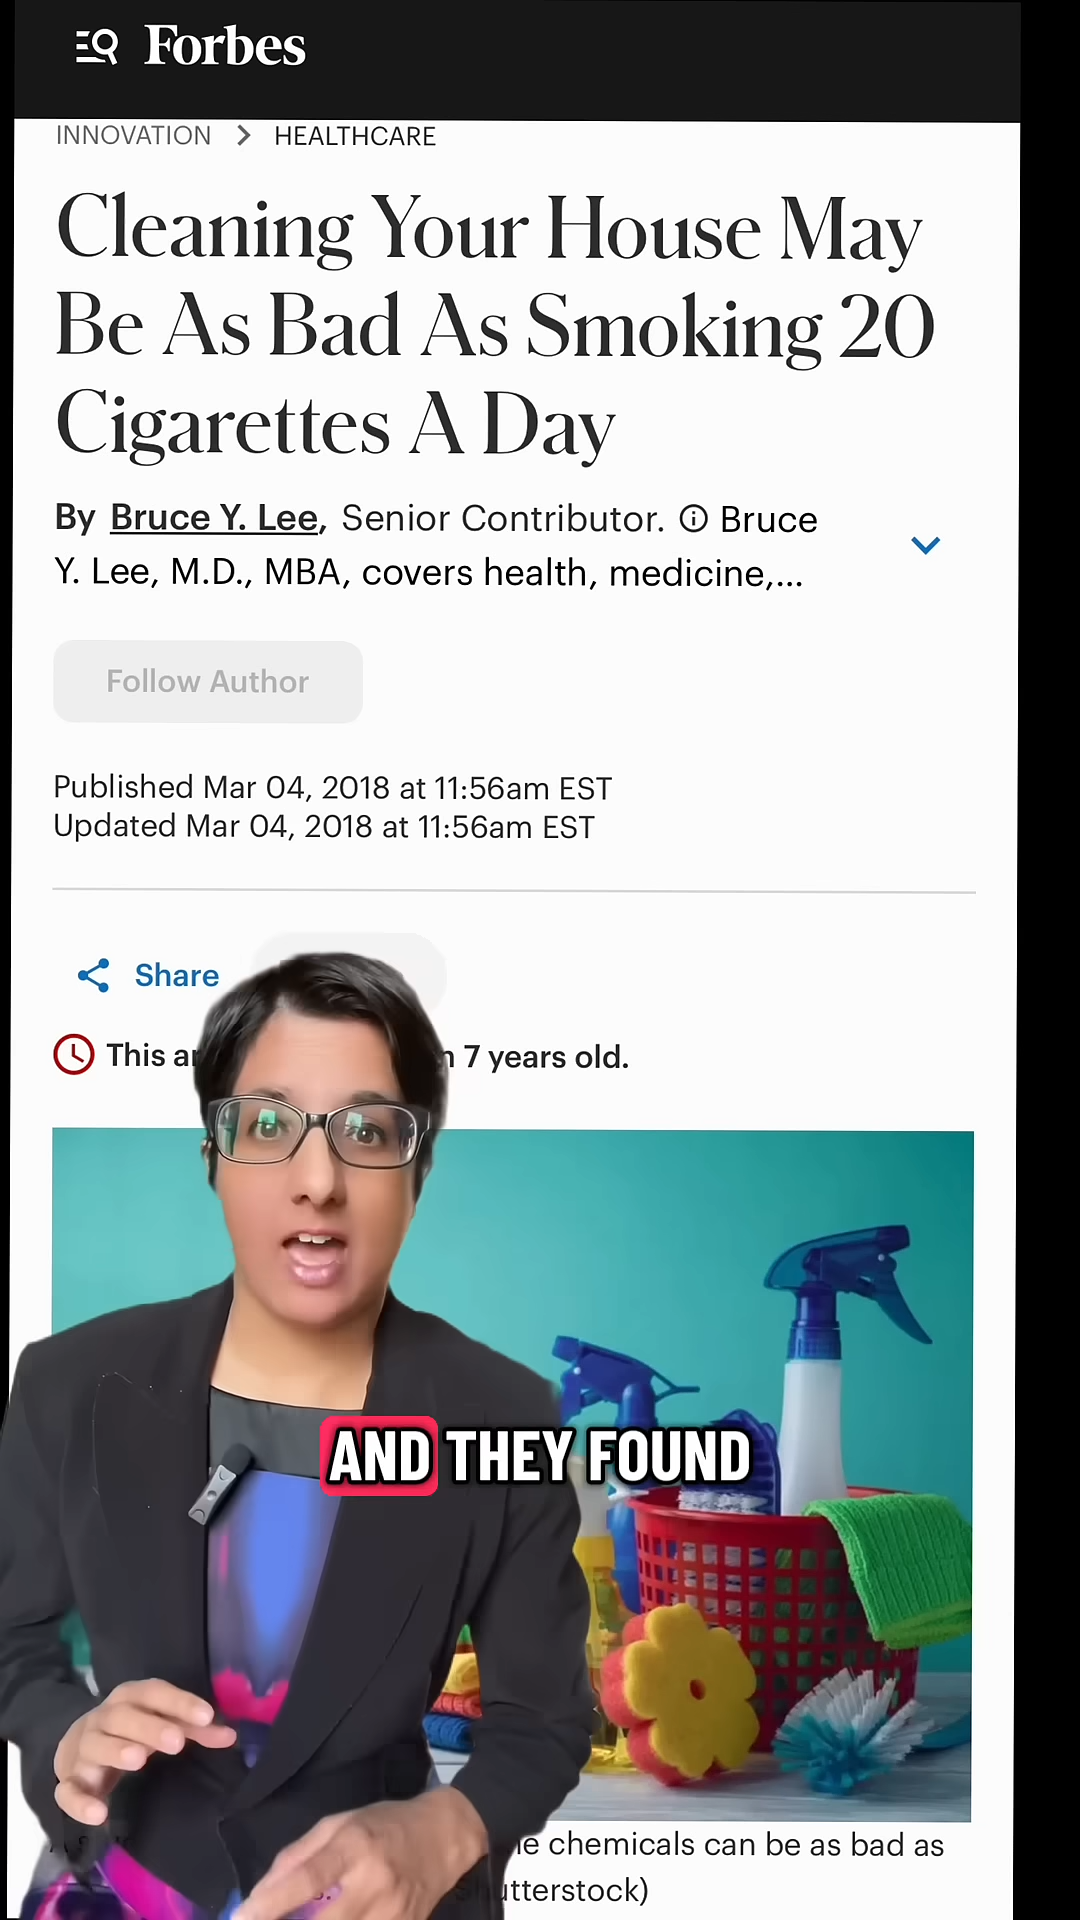 Forbes
INNOVATION > HEALTHCARE
Cleaning Your House May
Be As Bad As Smoking 20
Cigarettes A Day
By Bruce Y. Lee, Senior Contributor. Bruce
Y. Lee, M.D., MBA, covers health, medicine,...
Follow Author
Published Mar 04, 2018 at 11:56am EST
Updated Mar 04, 2018 at 11:56am EST
Share
This 7 years old.
AND THEY FOUND
chemicals can be as bad as